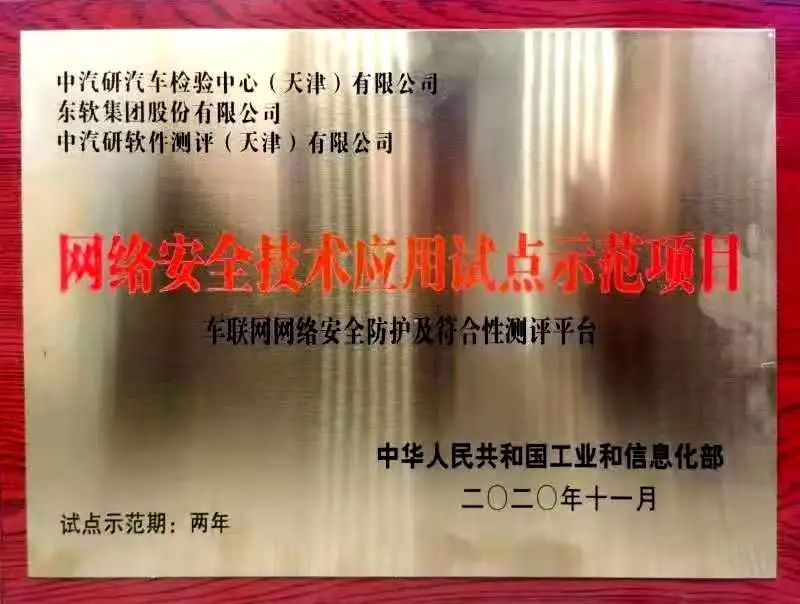 中汽研汽车检验中心（天津）有限公司
东软集团股份有限公司
中汽研软件测评（天津）有限公司
网络安全技术应用试点示范项目
车联网网络安全防护及符合性测评平台
中华人民共和国工业和信息化部
二〇二〇年十一月
试点示范期：两年